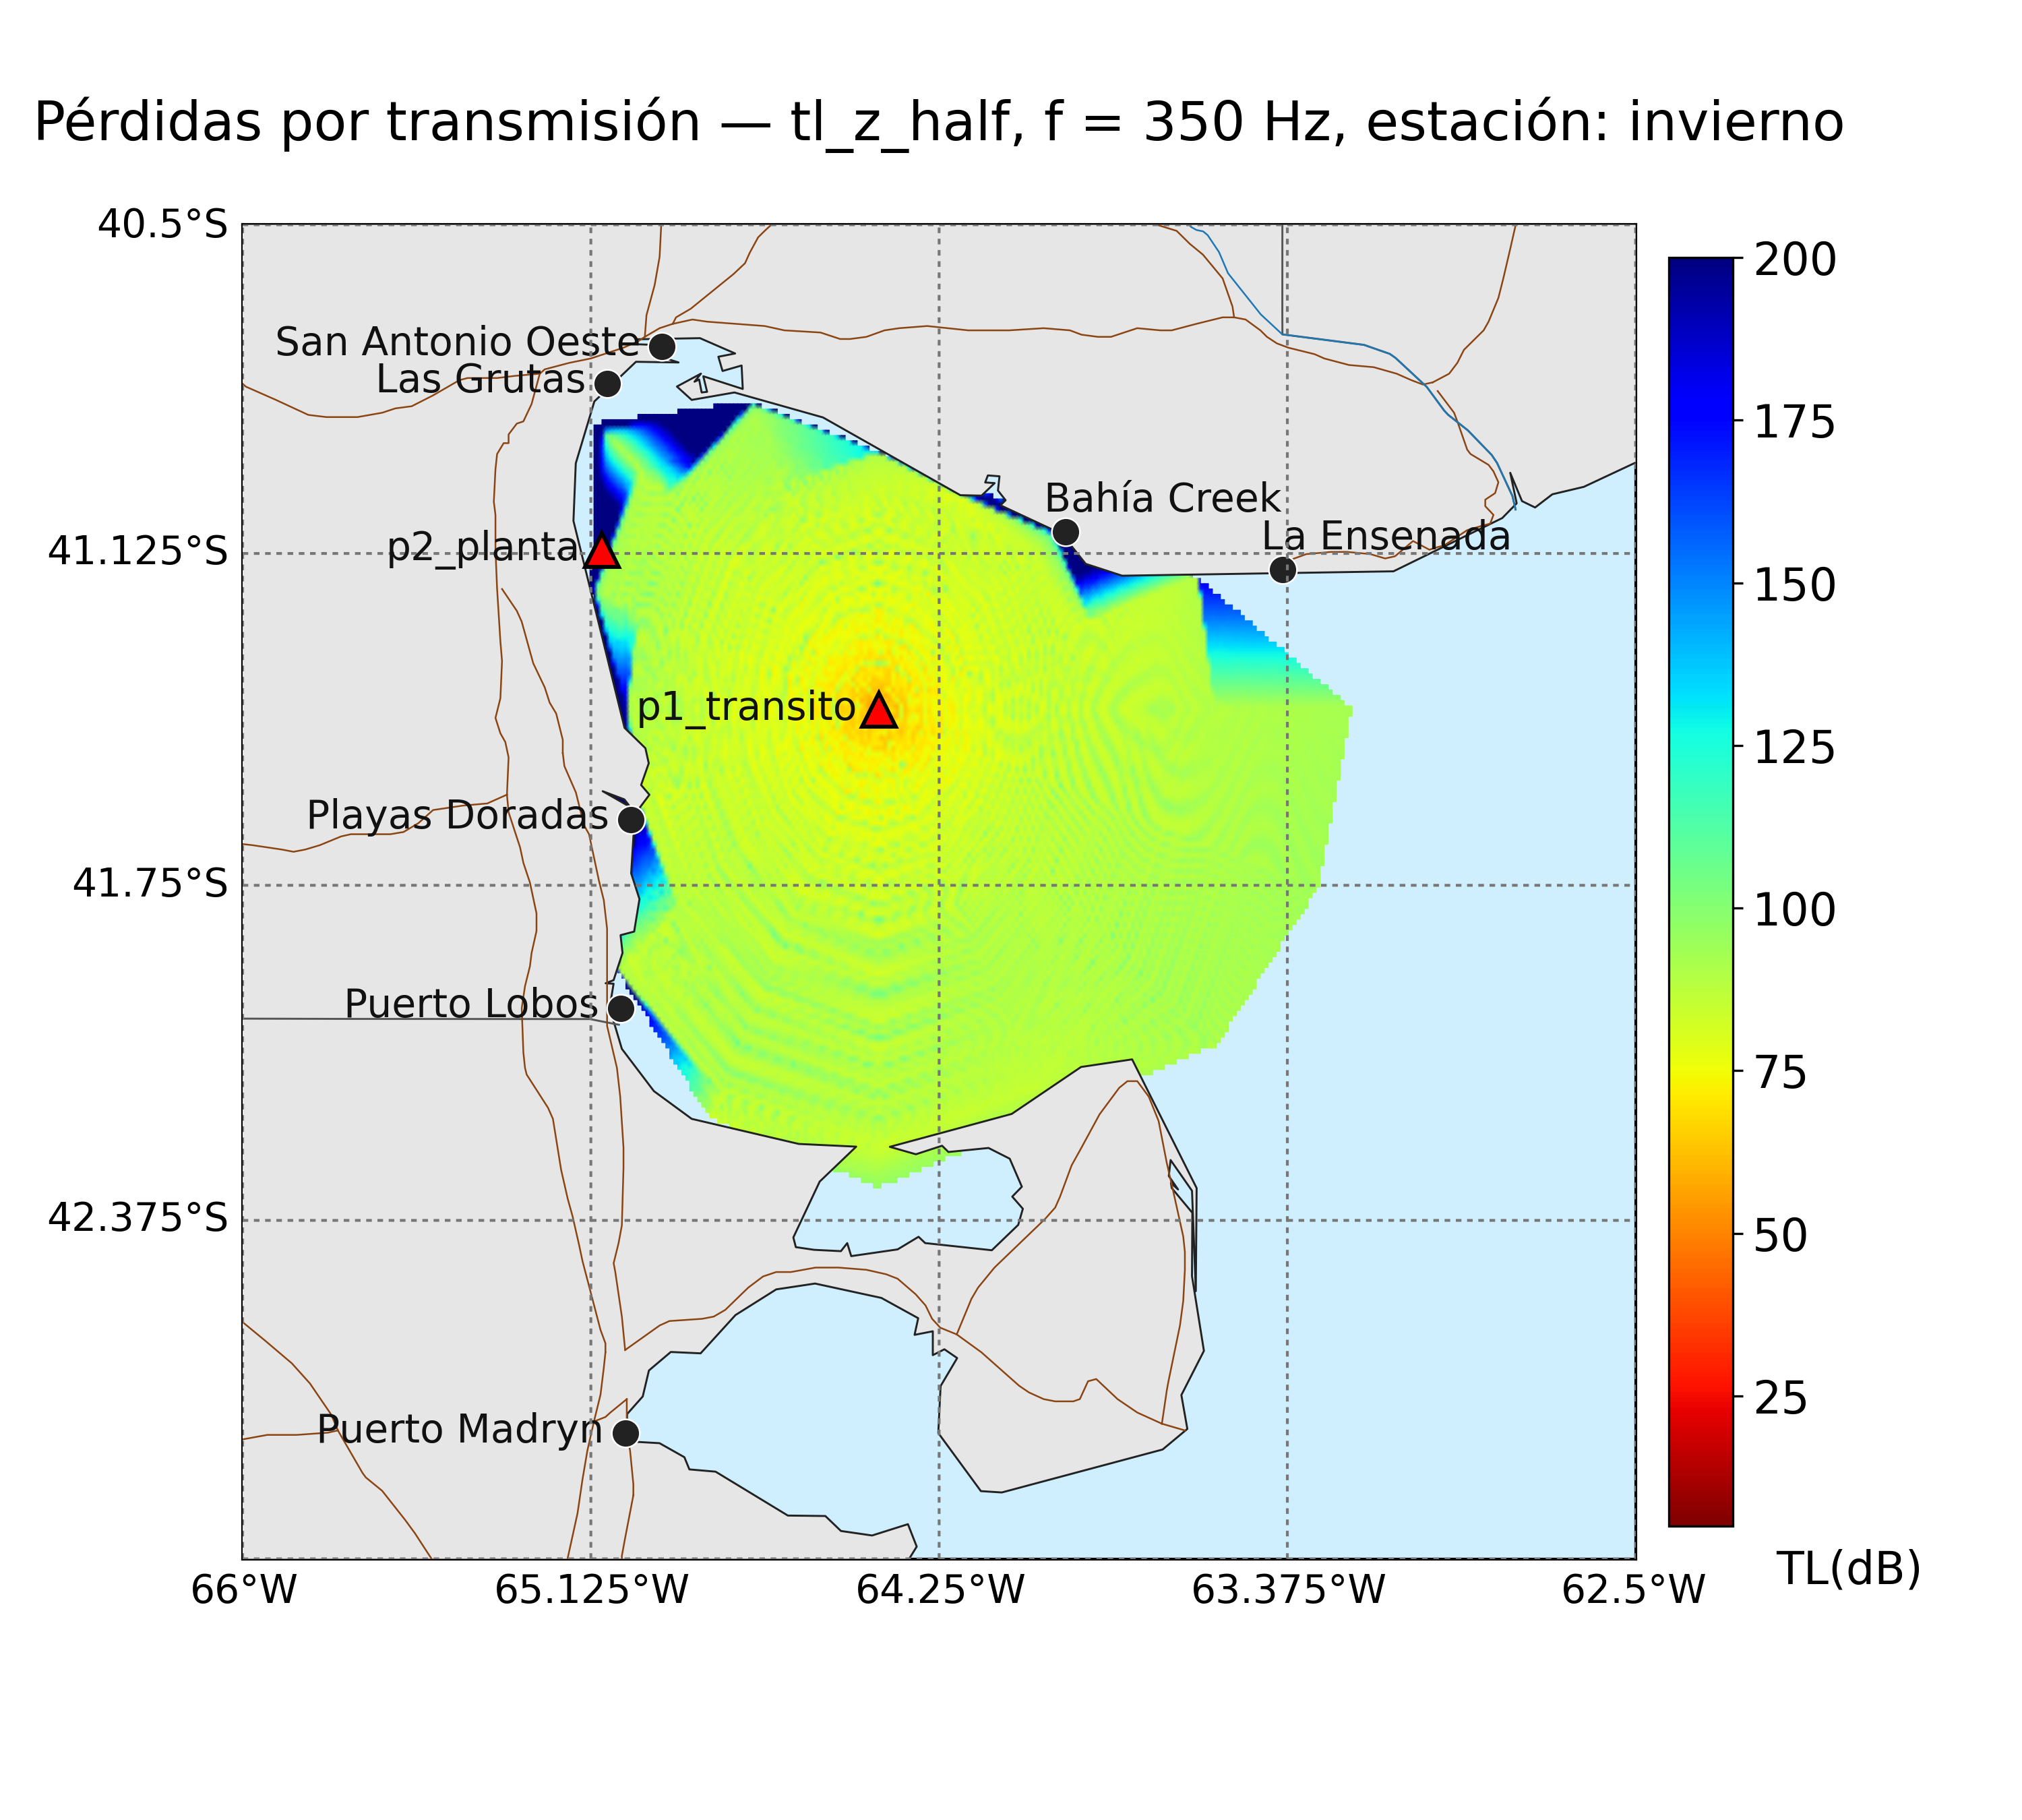 Pérdidas por transmisión — tl_z_half, f = 350 Hz, estación: invierno
40.5°S
200
San Antonio Oeste
Las Grutas
175
Bahía Creek
La Ensenada
p2_planta
41.125°S
150
p1_transito
125
Playas Doradas
41.75°S
100
Puerto Lobos
75
42.375°S
50
25
Puerto Madryn
TL(dB)
66°W
65.125°W
64.25°W
63.375°W
62.5°W